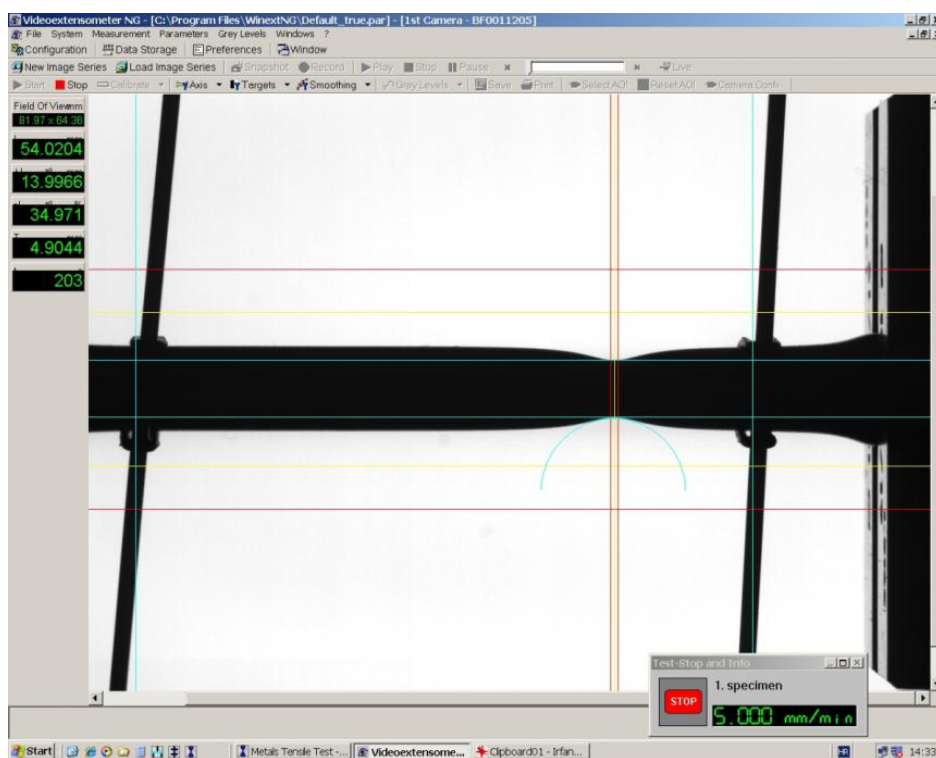 Videoextensometer NG - [C:\Program Files\WinextNG\Default_true.par] - [1st Camera - BF0011205]
File System Measurement Parameters Grey Levels Windows ?
Configuration Data Storage Preferences Window
New Image Series Load Image Series Snapshot Record Play Stop Pause Live
Start Stop Calibrate Axis Targets Smoothing Grey Levels Save Print Select AOI Reset AOI Camera Confi
Field Of View mm
81.97 x 64.36
54.0204
13.9966
34.971
4.9044
203
Test-Stop and Info
1. specimen
STOP
5.000 mm/min
Start Metals Tensile Test -... Videoextensome... Clipboard01 - Irfan... HR 14:33